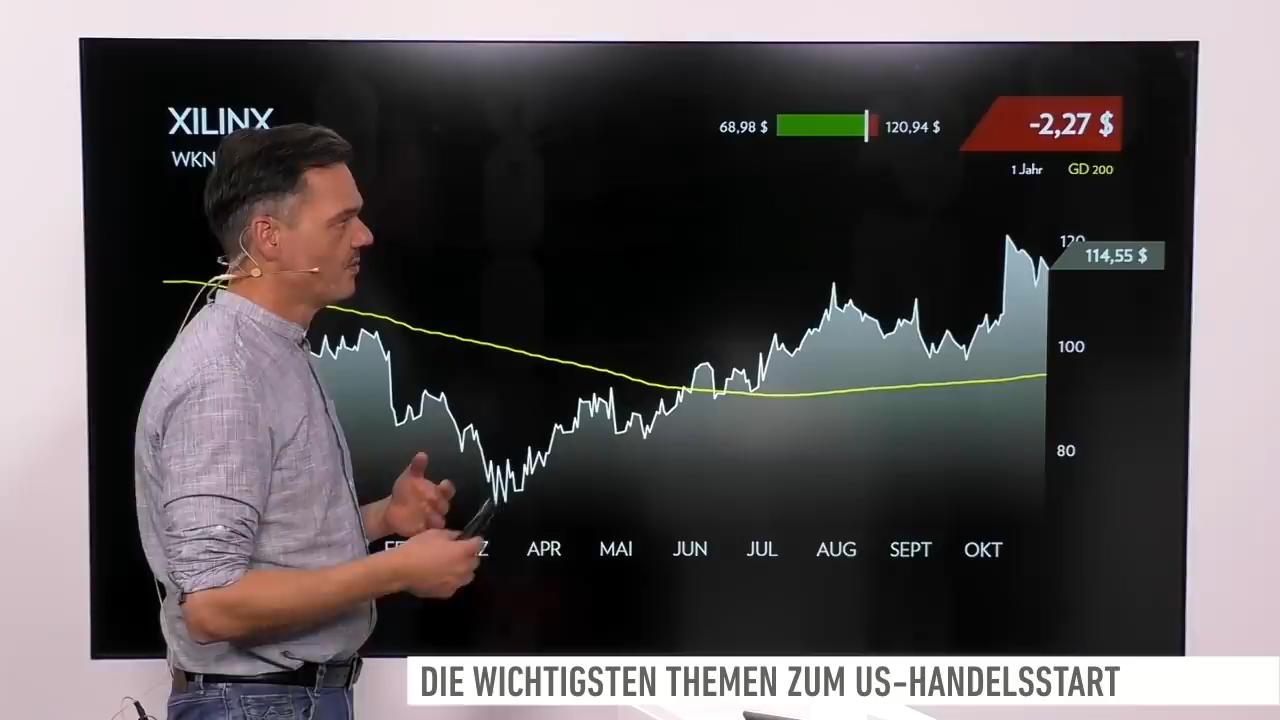 XILINX
WKN
68,98 $ 120,94 $
-2,27 $
1 Jahr GD 200
120
114,55 $
100
80
APR MAI JUN JUL AUG SEPT OKT
DIE WICHTIGSTEN THEMEN ZUM US-HANDELSSTART